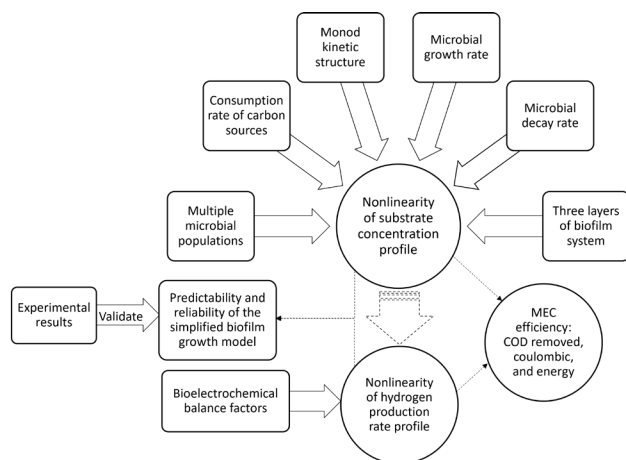 Monod
kinetic
structure
Microbial
growth rate
Consumption
rate of carbon
sources
Microbial
decay rate
Multiple
microbial
populations
Nonlinearity
of substrate
concentration
profile
Three layers
of biofilm
system
Experimental
results
Validate
Predictability and
reliability of the
simplified biofilm
growth model
MEC
efficiency:
COD removed,
coulombic,
and energy
Bioelectrochemical
balance factors
Nonlinearity
of hydrogen
production
rate profile